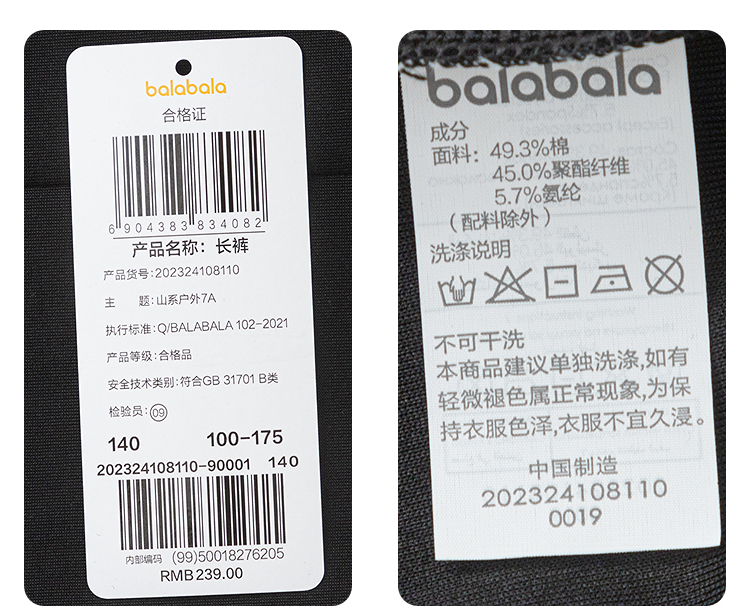 balabala
合格证
6 904383 834082
产品名称: 长裤
产品货号:202324108110
主 题:山系户外7A
执行标准:Q/BALABALA 102-2021
产品等级:合格品
安全技术类别:符合GB 31701 B类
检验员:09
140 100-175
202324108110-90001 140
内部编码 (99)50018276205
RMB239.00
balabala
成分
面料: 49.3%棉
45.0%聚酯纤维
5.7%氨纶
(配料除外)
洗涤说明
不可干洗
本商品建议单独洗涤,如有
轻微褪色属正常现象,为保
持衣服色泽,衣服不宜久浸。
中国制造
202324108110
0019